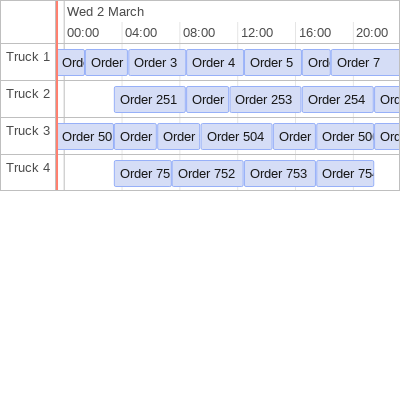 Wed 2 March
00:00 04:00 08:00 12:00 16:00 20:00
Truck 1 Ord Order Order 3 Order 4 Order 5 Ord Order 7
Truck 2 Order 251 Order Order 253 Order 254 Ord
Truck 3 Order 50 Order Order Order 504 Order Order 50 Ord
Truck 4 Order 75 Order 752 Order 753 Order 75